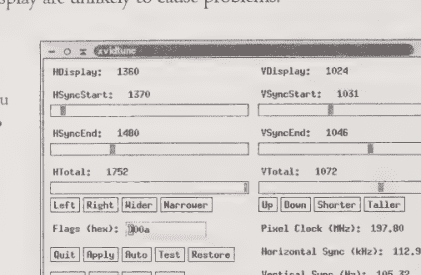 display are unlikely to cause problems.
xvidtune
HDisplay: 1360
VDisplay: 1024
HSyncStart: 1370
VSyncStart: 1031
HSyncEnd: 1480
VSyncEnd: 1046
HTotal: 1752
VTotal: 1072
Left Right Wider Narrower
Up Down Shorter Taller
Flags (hex): 000a
Pixel Clock (MHz): 197.80
Quit Apply Auto Test Restore
Horizontal Sync (kHz): 112.9
Vertical Sync (Hz): 105.32